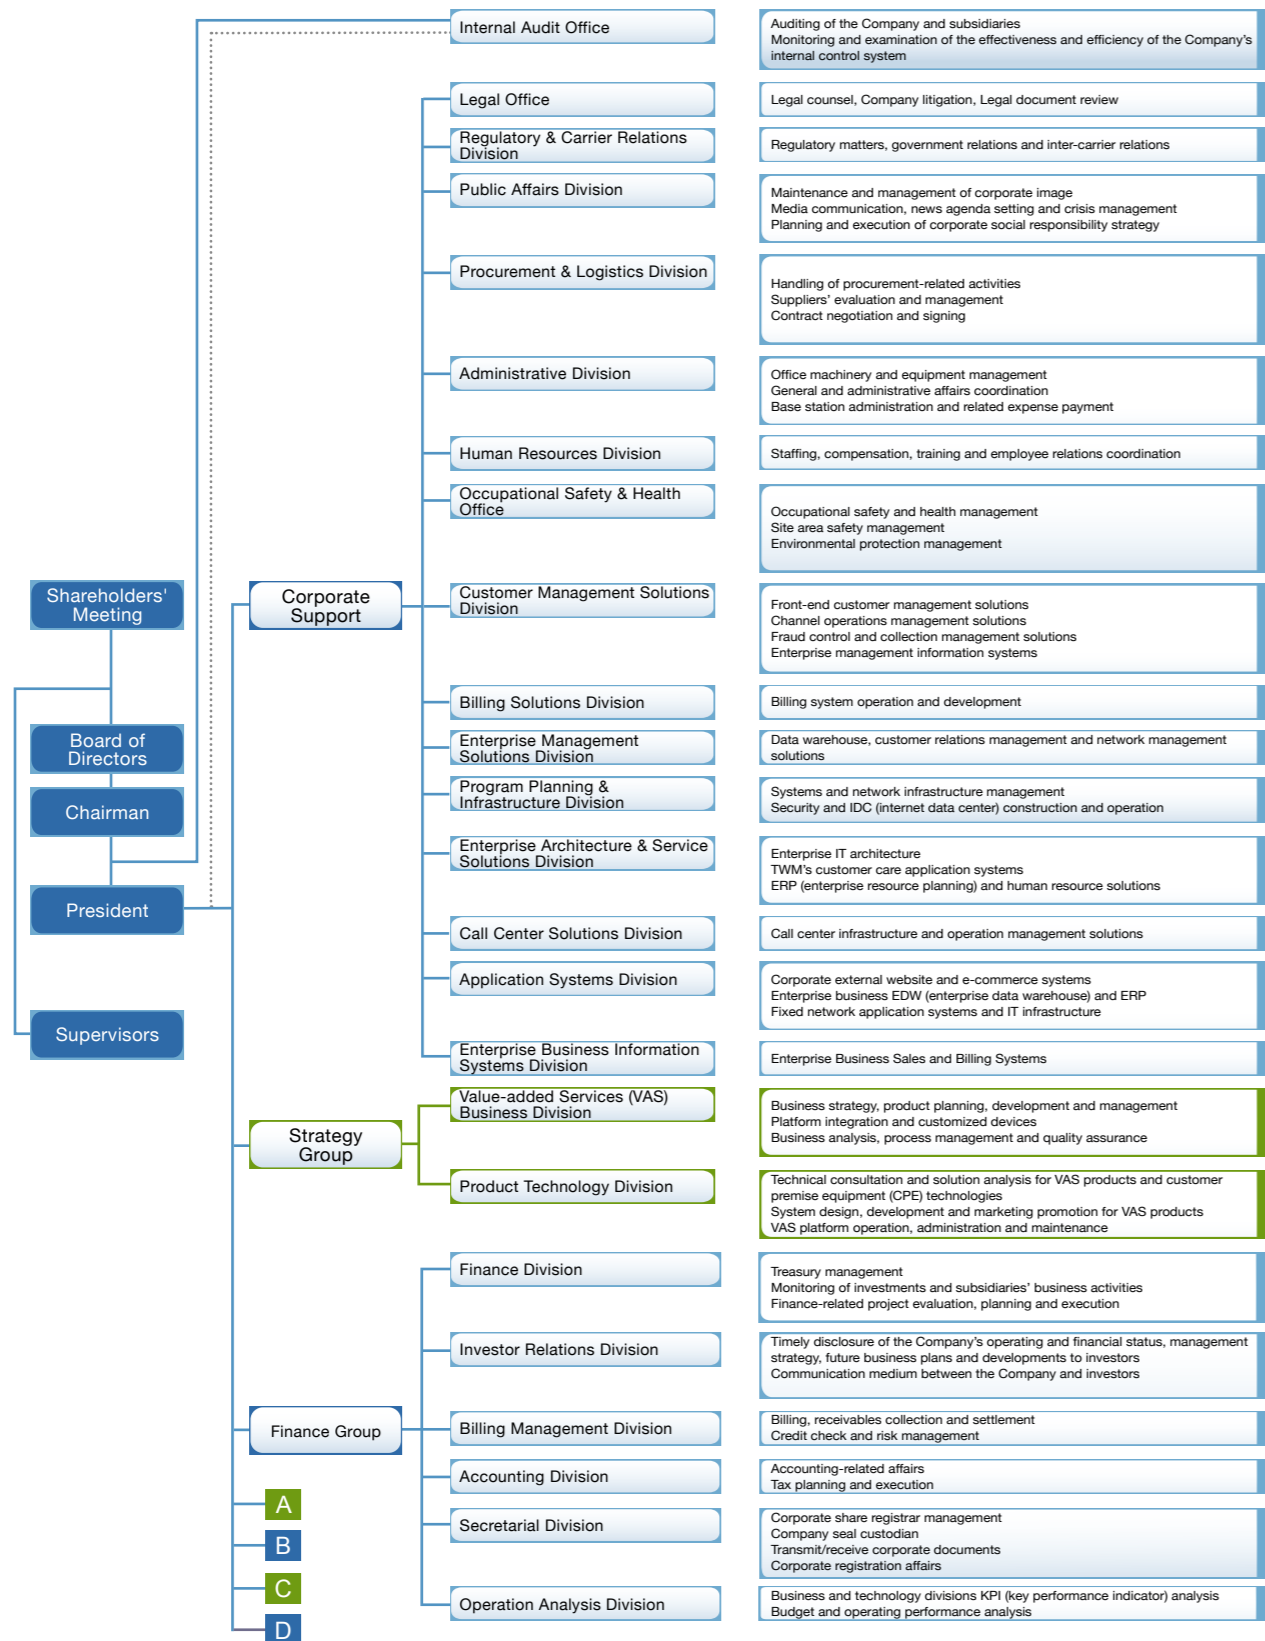 Internal Audit Office
Auditing of the Company and subsidiaries
Monitoring and examination of the effectiveness and efficiency of the Company's
internal control system
Legal Office
Legal counsel, Company litigation, Legal document review
Regulatory & Carrier Relations
Division
Regulatory matters, government relations and inter-carrier relations
Public Affairs Division
Maintenance and management of corporate image
Media communication, news agenda setting and crisis management
Planning and execution of corporate social responsibility strategy
Procurement & Logistics Division
Handling of procurement-related activities
Suppliers' evaluation and management
Contract negotiation and signing
Administrative Division
Office machinery and equipment management
General and administrative affairs coordination
Base station administration and related expense payment
Human Resources Division
Staffing, compensation, training and employee relations coordination
Occupational Safety & Health
Office
Occupational safety and health management
Site area safety management
Environmental protection management
Shareholders'
Meeting
Corporate
Support
Customer Management Solutions
Division
Front-end customer management solutions
Channel operations management solutions
Fraud control and collection management solutions
Enterprise management information systems
Billing Solutions Division
Billing system operation and development
Board of
Directors
Enterprise Management
Solutions Division
Data warehouse, customer relations management and network management
solutions
Chairman
Program Planning &
Infrastructure Division
Systems and network infrastructure management
Security and IDC (internet data center) construction and operation
Enterprise Architecture & Service
Solutions Division
Enterprise IT architecture
TWM's customer care application systems
ERP (enterprise resource planning) and human resource solutions
President
Call Center Solutions Division
Call center infrastructure and operation management solutions
Application Systems Division
Corporate external website and e-commerce systems
Enterprise business EDW (enterprise data warehouse) and ERP
Fixed network application systems and IT infrastructure
Supervisors
Enterprise Business Information
Systems Division
Enterprise Business Sales and Billing Systems
Strategy
Group
Value-added Services (VAS)
Business Division
Business strategy, product planning, development and management
Platform integration and customized devices
Business analysis, process management and quality assurance
Product Technology Division
Technical consultation and solution analysis for VAS products and customer
premise equipment (CPE) technologies
System design, development and marketing promotion for VAS products
VAS platform operation, administration and maintenance
Finance Division
Treasury management
Monitoring of investments and subsidiaries' business activities
Finance-related project evaluation, planning and execution
Investor Relations Division
Timely disclosure of the Company's operating and financial status, management
strategy, future business plans and developments to investors
Communication medium between the Company and investors
Finance Group
Billing Management Division
Billing, receivables collection and settlement
Credit check and risk management
Accounting Division
Accounting-related affairs
Tax planning and execution
A
Secretarial Division
Corporate share registrar management
Company seal custodian
Transmit/receive corporate documents
Corporate registration affairs
B
C
Operation Analysis Division
Business and technology divisions KPI (key performance indicator) analysis
Budget and operating performance analysis
D